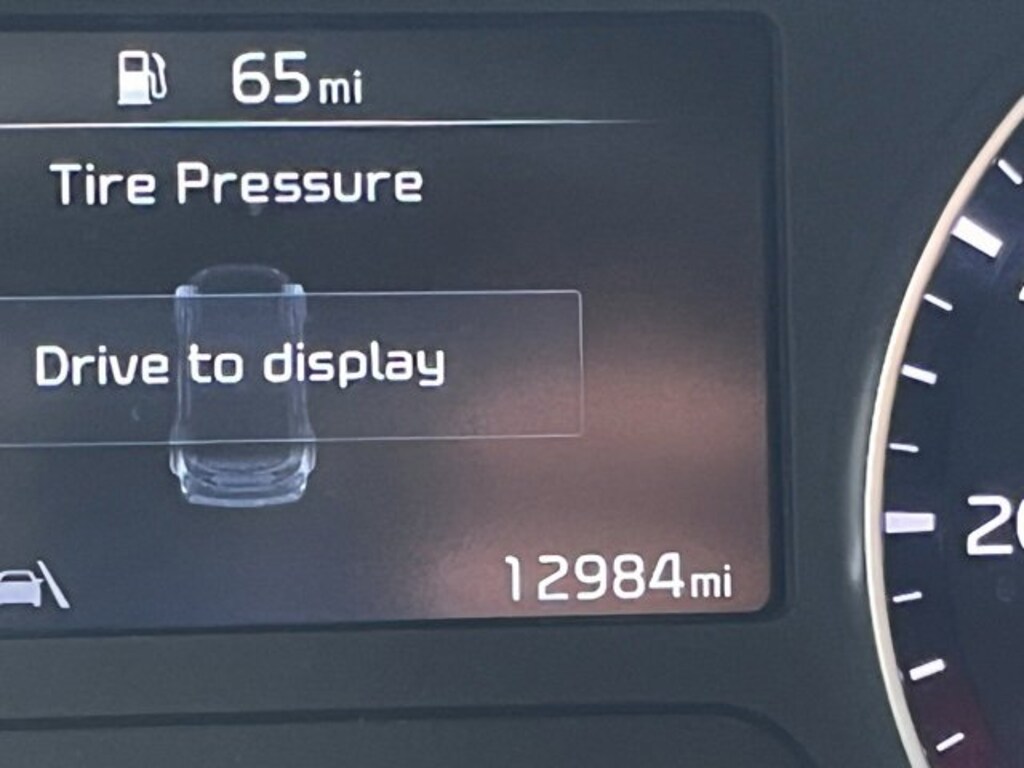 65mi
Tire Pressure
Drive to display
12984mi